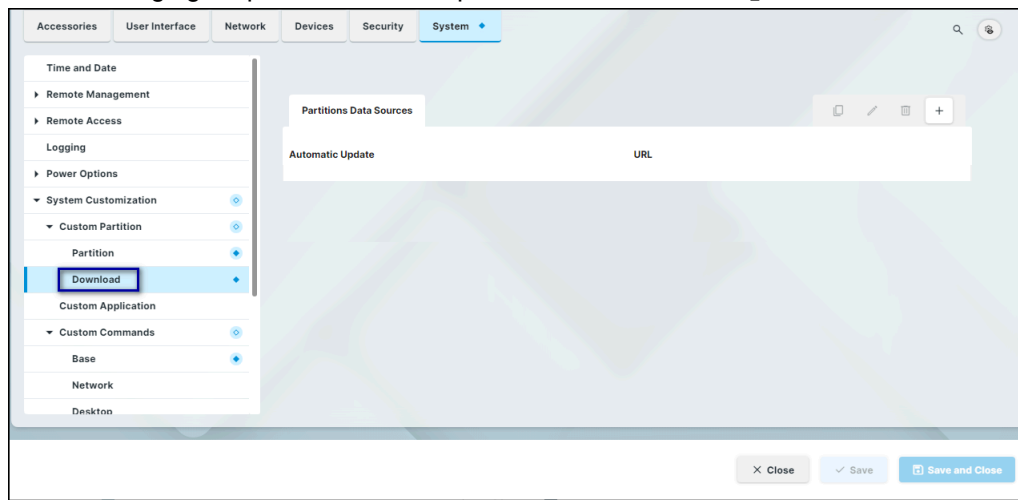 Accessories User Interface Network Devices Security System
Time and Date
Remote Management
Partitions Data Sources
Remote Access
Logging
Automatic Update URL
Power Options
System Customization
Custom Partition
Partition
Download
Custom Application
Custom Commands
Base
Network
Desktop
Close Save Save and Close